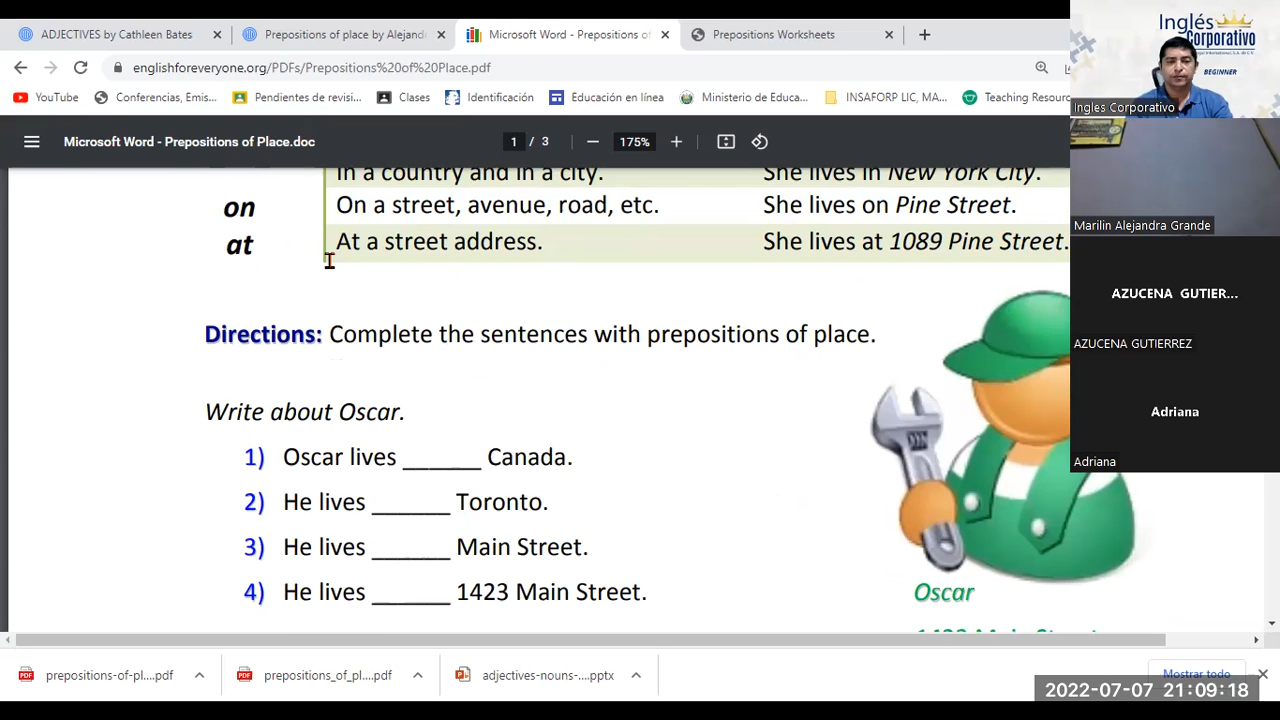 ADJECTIVES by Cathleen Bates
Prepositions of place by Alejand
Microsoft Word - Prepositions of
Prepositions Worksheets
englishforeveryone.org/PDFs/Prepositions%20of%20Place.pdf
YouTube
Conferencias, Emis...
Pendientes de revisi...
Clases
Identificación
Educación en línea
Ministerio de Educa...
INSAFORP LIC, MA...
Teaching Resour
Microsoft Word - Prepositions of Place.doc
1 / 3
175%
In a country and in a city. She lives in New York City.
on On a street, avenue, road, etc. She lives on Pine Street.
at At a street address. She lives at 1089 Pine Street.
Directions: Complete the sentences with prepositions of place.
Write about Oscar.
1) Oscar lives ______ Canada.
2) He lives ______ Toronto.
3) He lives ______ Main Street.
4) He lives ______ 1423 Main Street.
Oscar
1423 Main Street
Inglés
Corporativo
BEGINNER
Ingles Corporativo
Marilin Alejandra Grande
AZUCENA GUTIER...
AZUCENA GUTIERREZ
Adriana
Adriana
prepositions-of-pl....pdf
prepositions_of_pl....pdf
adjectives-nouns-....pptx
Mostrar todo
2022-07-07 21:09:18